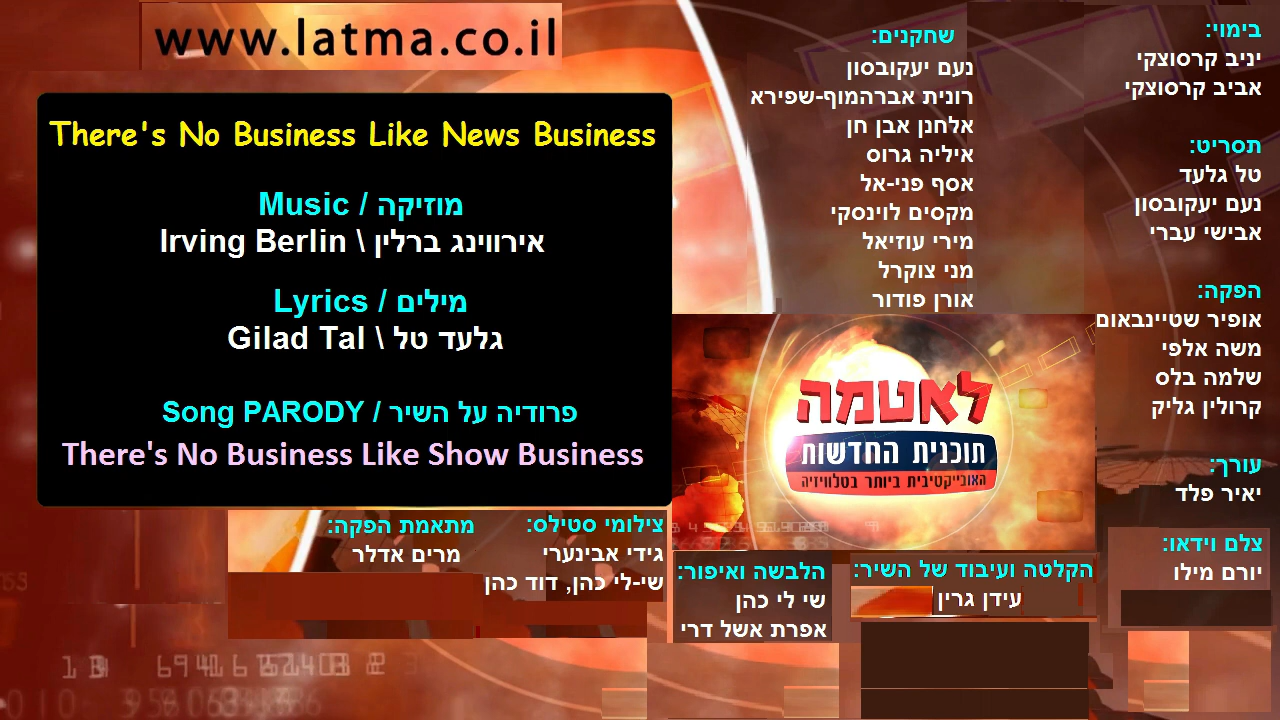 www.latma.co.il
There's No Business Like News Business
Music / מוזיקה
Irving Berlin \ אירווינג ברלין
Lyrics / מילים
Gilad Tal \ גלעד טל
Song PARODY / פרודיה על השיר
There's No Business Like Show Business
שחקנים:
נעם יעקובסון
רונית אברהמוף-שפירא
אלחנן אבן חן
איליה גרוס
אסף פני-אל
מקסים לוינסקי
מירי עוזיאל
מני צוקרל
אורן פודור
בימוי:
יניב קרסוצקי
אביב קרסוצקי
תסריט:
טל גלעד
נעם יעקובסון
אבישי עברי
הפקה:
אופיר שטיינבאום
משה אלפי
שלמה בלס
קרולין גליק
עורך:
יאיר פלד
צלם וידאו:
יורם מילו
לאטמה
תוכנית החדשות
האובייקטיבית ביותר בטלוויזיה
מתאמת הפקה:
מרים אדלר
צילומי סטילס:
גידי אבינערי
שי-לי כהן, דוד כהן
הלבשה ואיפור:
שי לי כהן
אפרת אשל דרי
הקלטה ועיבוד של השיר:
עידן גרין